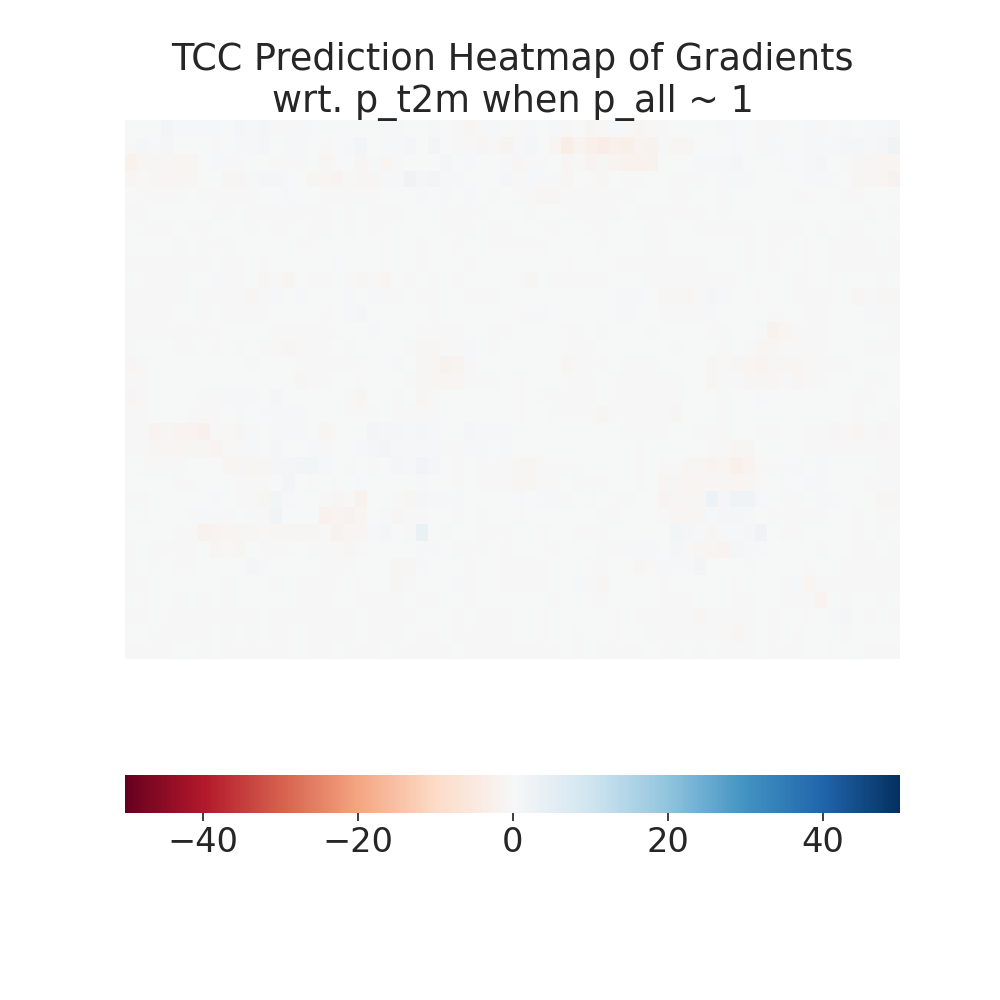 TCC Prediction Heatmap of Gradients
wrt. p_t2m when p_all ~ 1
−40 −20 0 20 40